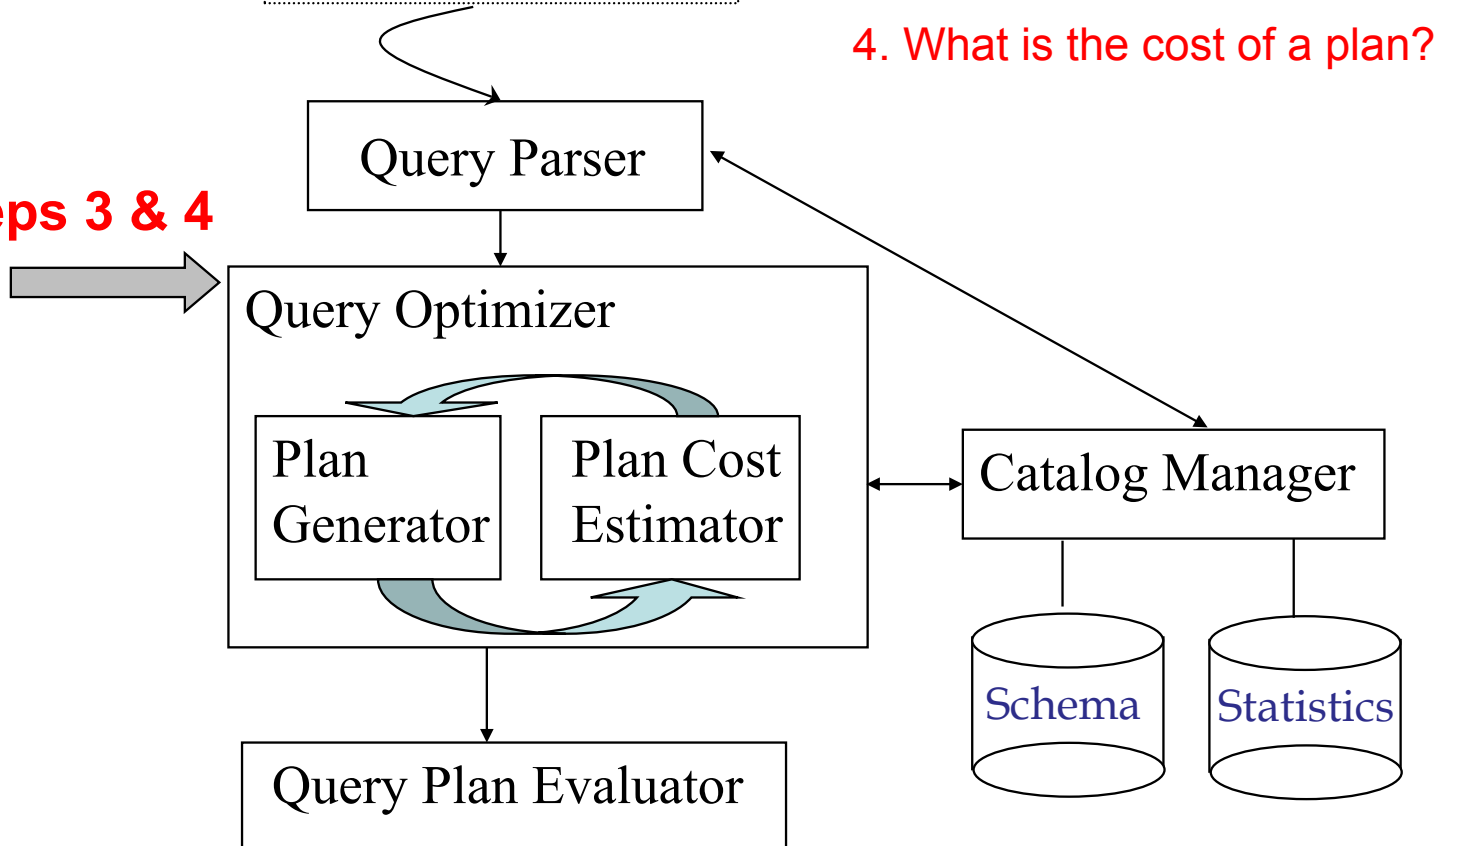 4. What is the cost of a plan?
Query Parser
eps 3 & 4
Query Optimizer
Plan
Generator
Plan Cost
Estimator
Catalog Manager
Schema
Statistics
Query Plan Evaluator